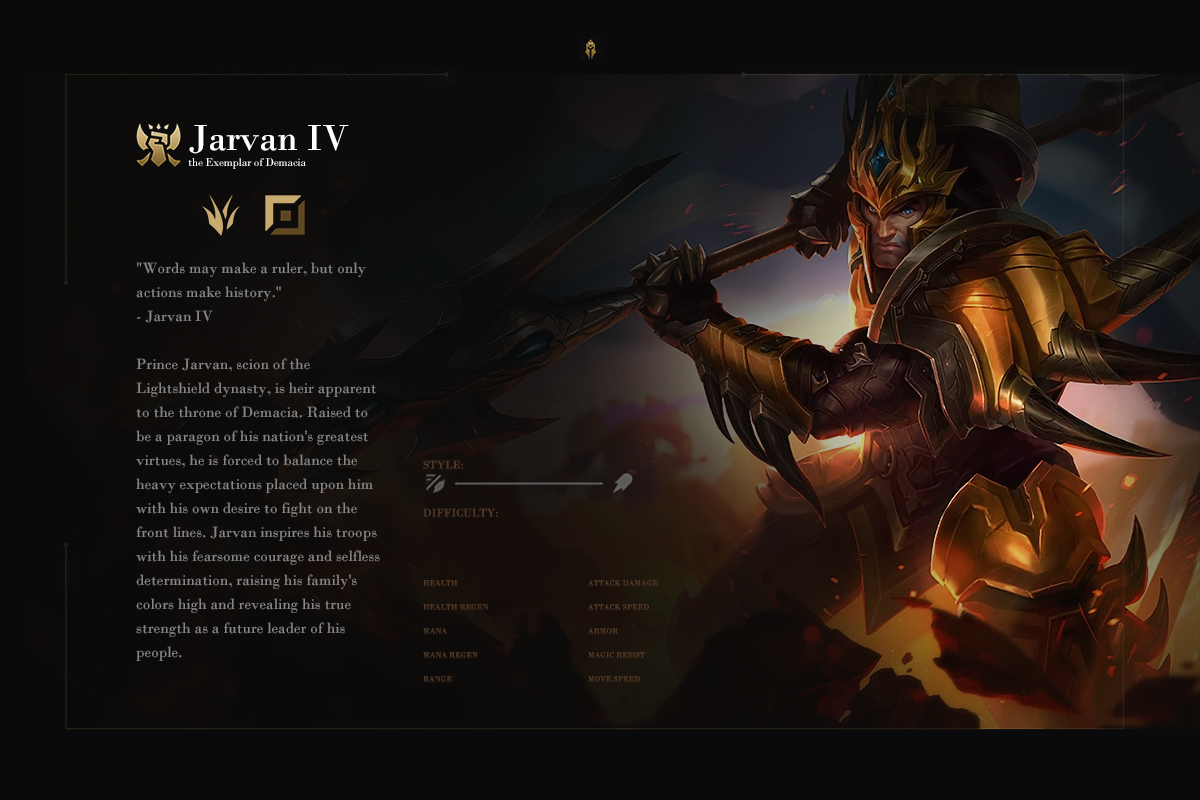 Jarvan IV
the Exemplar of Demacia
"Words may make a ruler, but only
actions make history."
- Jarvan IV
Prince Jarvan, scion of the
Lightshield dynasty, is heir apparent
to the throne of Demacia. Raised to
be a paragon of his nation's greatest
virtues, he is forced to balance the
heavy expectations placed upon him
with his own desire to fight on the
front lines. Jarvan inspires his troops
with his fearsome courage and selfless
determination, raising his family's
colors high and revealing his true
strength as a future leader of his
people.
STYLE:
DIFFICULTY:
HEALTH
HEALTH REGEN
MANA
MANA REGEN
RANGE
ATTACK DAMAGE
ATTACK SPEED
ARMOR
MAGIC RESIST
MOVE SPEED